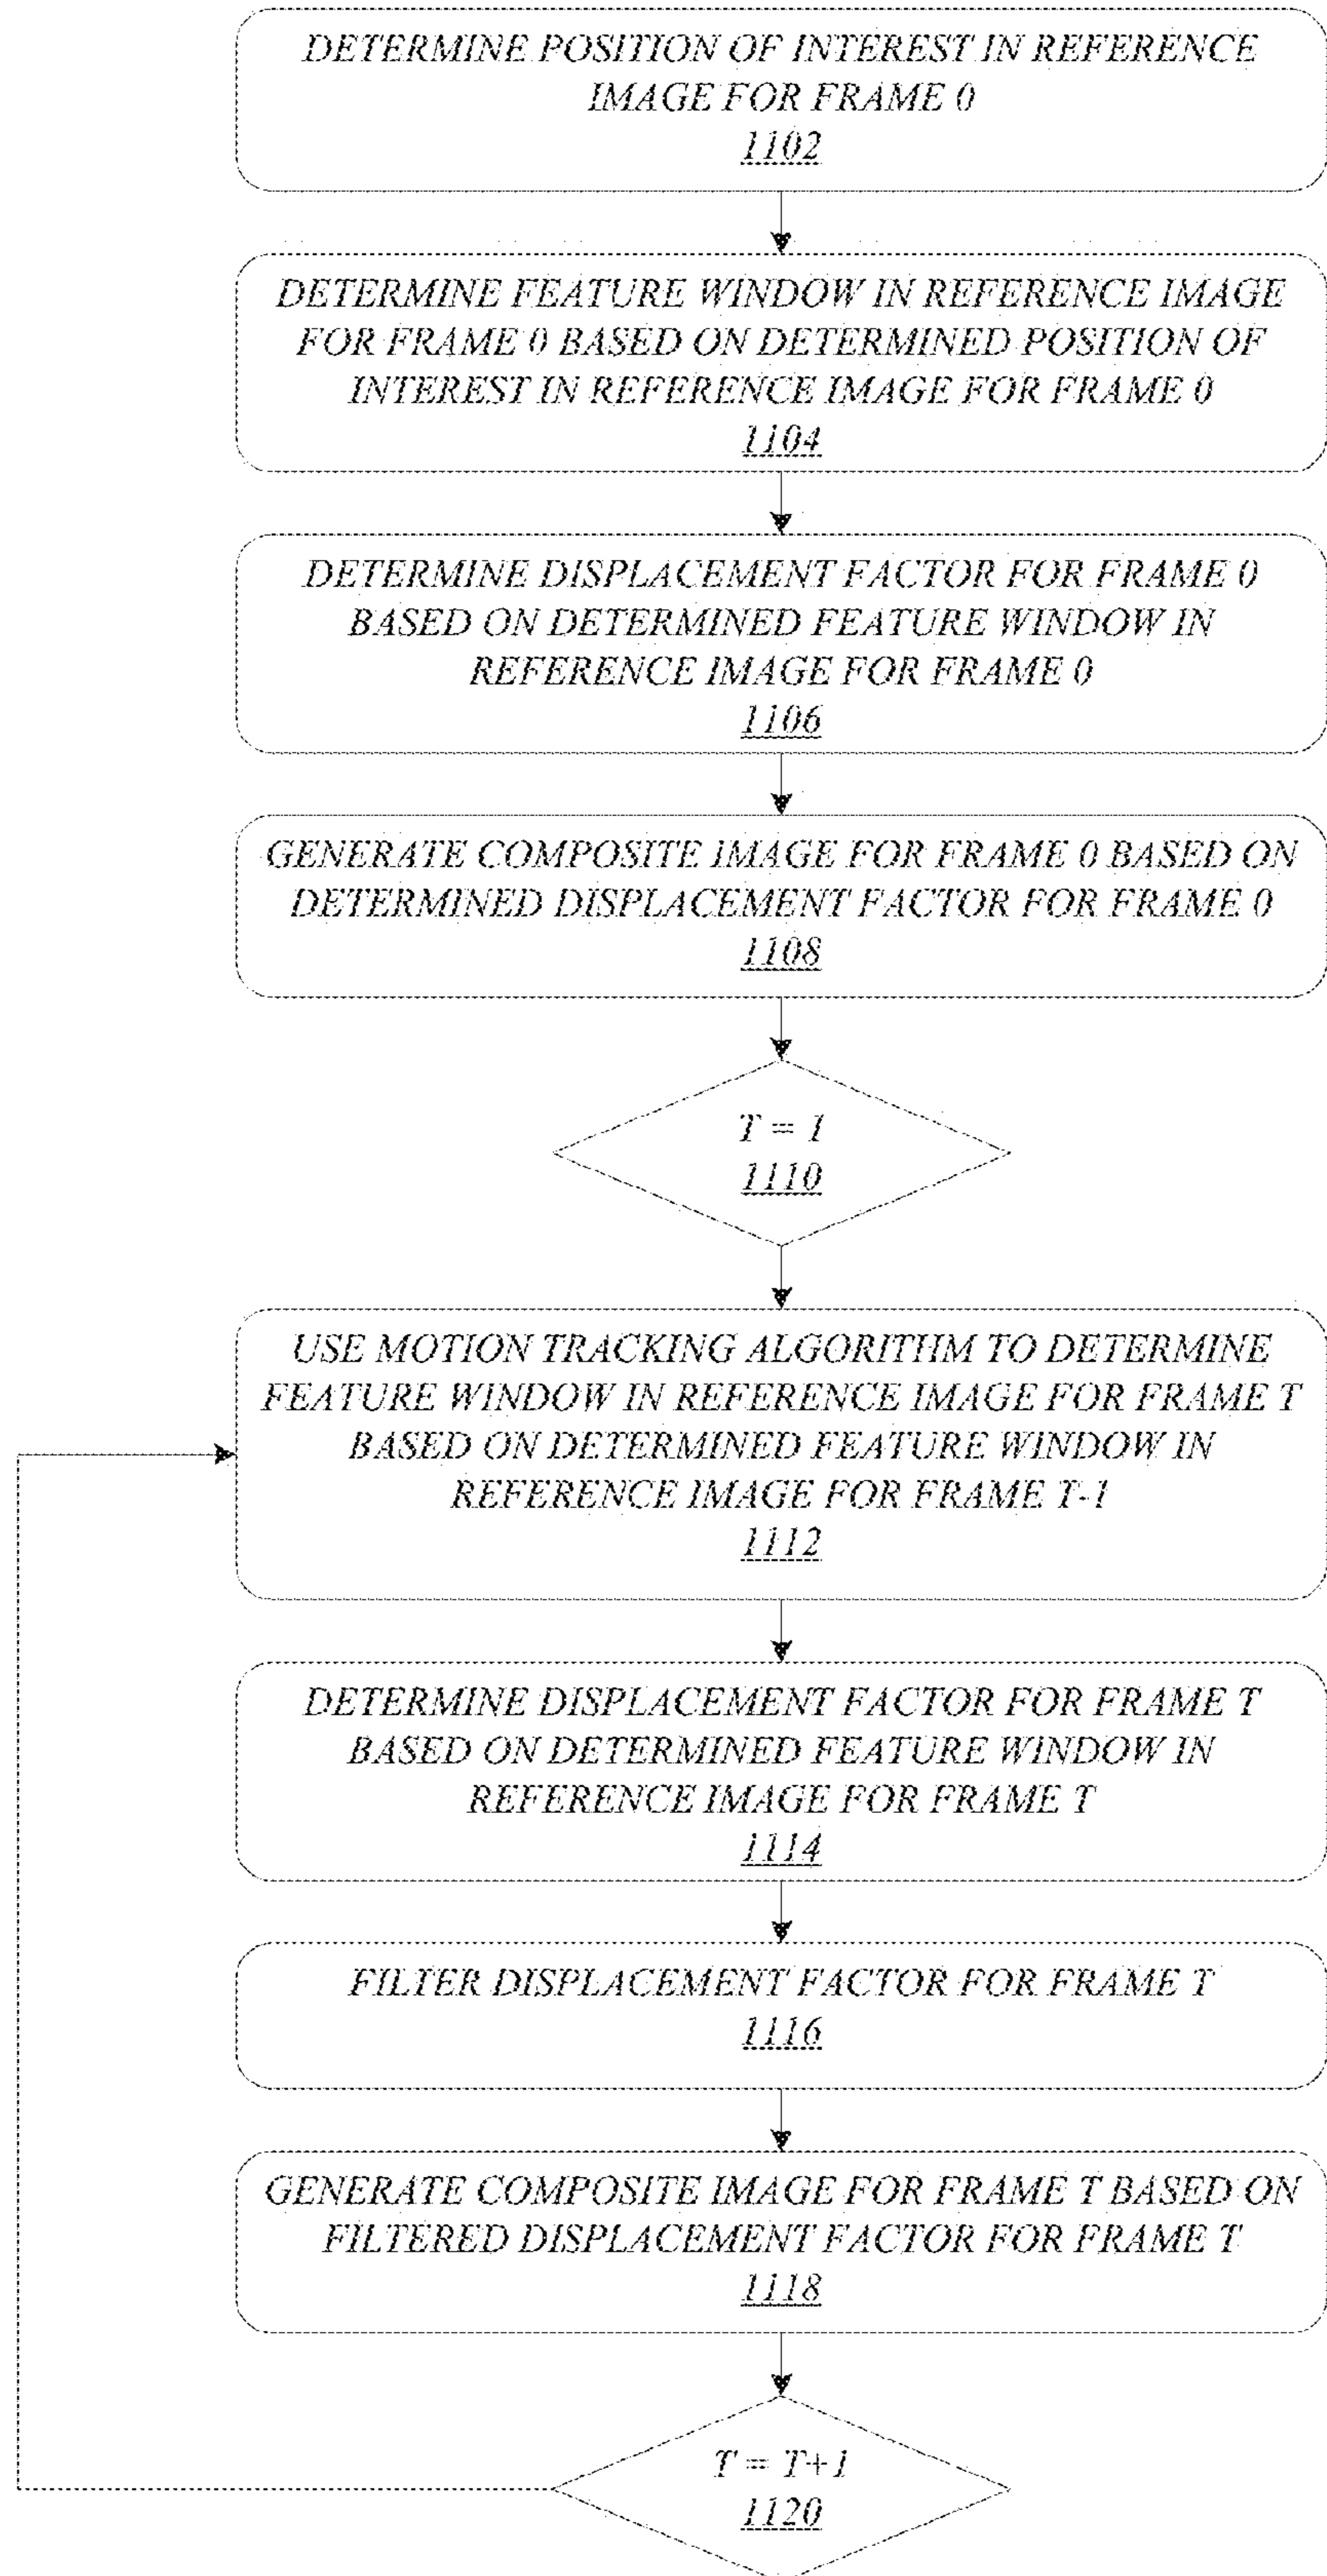 DETERMINE POSITION OF INTEREST IN REFERENCE
IMAGE FOR FRAME 0
1102
DETERMINE FEATURE WINDOW IN REFERENCE IMAGE
FOR FRAME 0 BASED ON DETERMINED POSITION OF
INTEREST IN REFERENCE IMAGE FOR FRAME 0
1104
DETERMINE DISPLACEMENT FACTOR FOR FRAME 0
BASED ON DETERMINED FEATURE WINDOW IN
REFERENCE IMAGE FOR FRAME 0
1106
GENERATE COMPOSITE IMAGE FOR FRAME 0 BASED ON
DETERMINED DISPLACEMENT FACTOR FOR FRAME 0
1108
T = 1
1110
USE MOTION TRACKING ALGORITHM TO DETERMINE
FEATURE WINDOW IN REFERENCE IMAGE FOR FRAME T
BASED ON DETERMINED FEATURE WINDOW IN
REFERENCE IMAGE FOR FRAME T-1
1112
DETERMINE DISPLACEMENT FACTOR FOR FRAME T
BASED ON DETERMINED FEATURE WINDOW IN
REFERENCE IMAGE FOR FRAME T
1114
FILTER DISPLACEMENT FACTOR FOR FRAME T
1116
GENERATE COMPOSITE IMAGE FOR FRAME T BASED ON
FILTERED DISPLACEMENT FACTOR FOR FRAME T
1118
T = T+1
1120